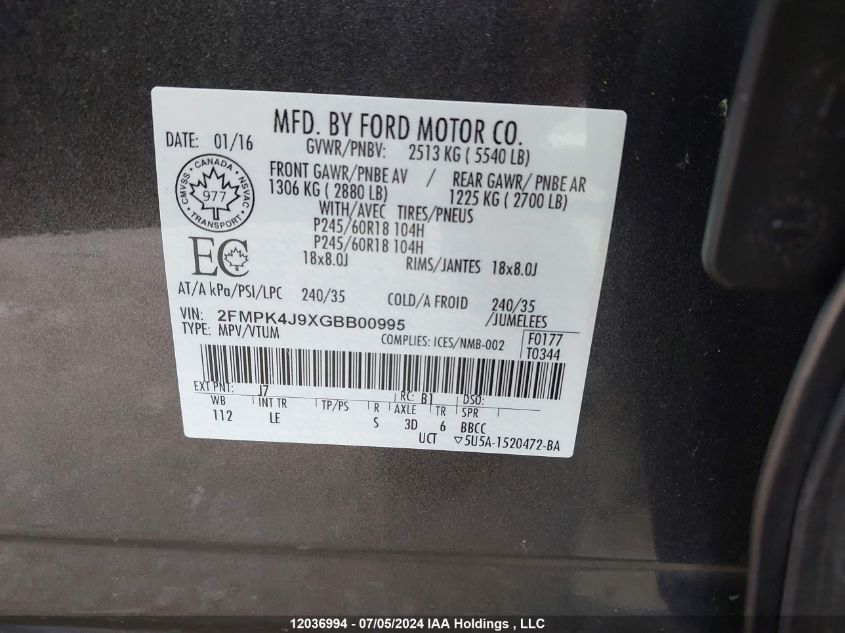 MFD. BY FORD MOTOR CO.
DATE: 01/16
GVWR/PNBV: 2513 KG ( 5540 LB)
FRONT GAWR/PNBE AV / REAR GAWR/ PNBE AR
1306 KG ( 2880 LB) 1225 KG ( 2700 LB)
WITH/AVEC TIRES/PNEUS
P245/60R18 104H
P245/60R18 104H
18x8.0J RIMS/JANTES 18x8.0J
CANADA
CMVSS NSVAC
977
TRANSPORT
EC
AT/A kPa/PSI/LPC 240/35 COLD/A FROID 240/35
VIN: 2FMPK4J9XGBB00995 /JUMELEES
TYPE: MPV/VTUM COMPLIES: ICES/NMB-002 F0177
T0344
EXT PNT: J7 RC: B1 DSO:
WB INT TR TP/PS R AXLE TR SPR
112 LE S 3D 6 BBCC
UCT ▽5U5A-1520472-BA
12036994 - 07/05/2024 IAA Holdings , LLC